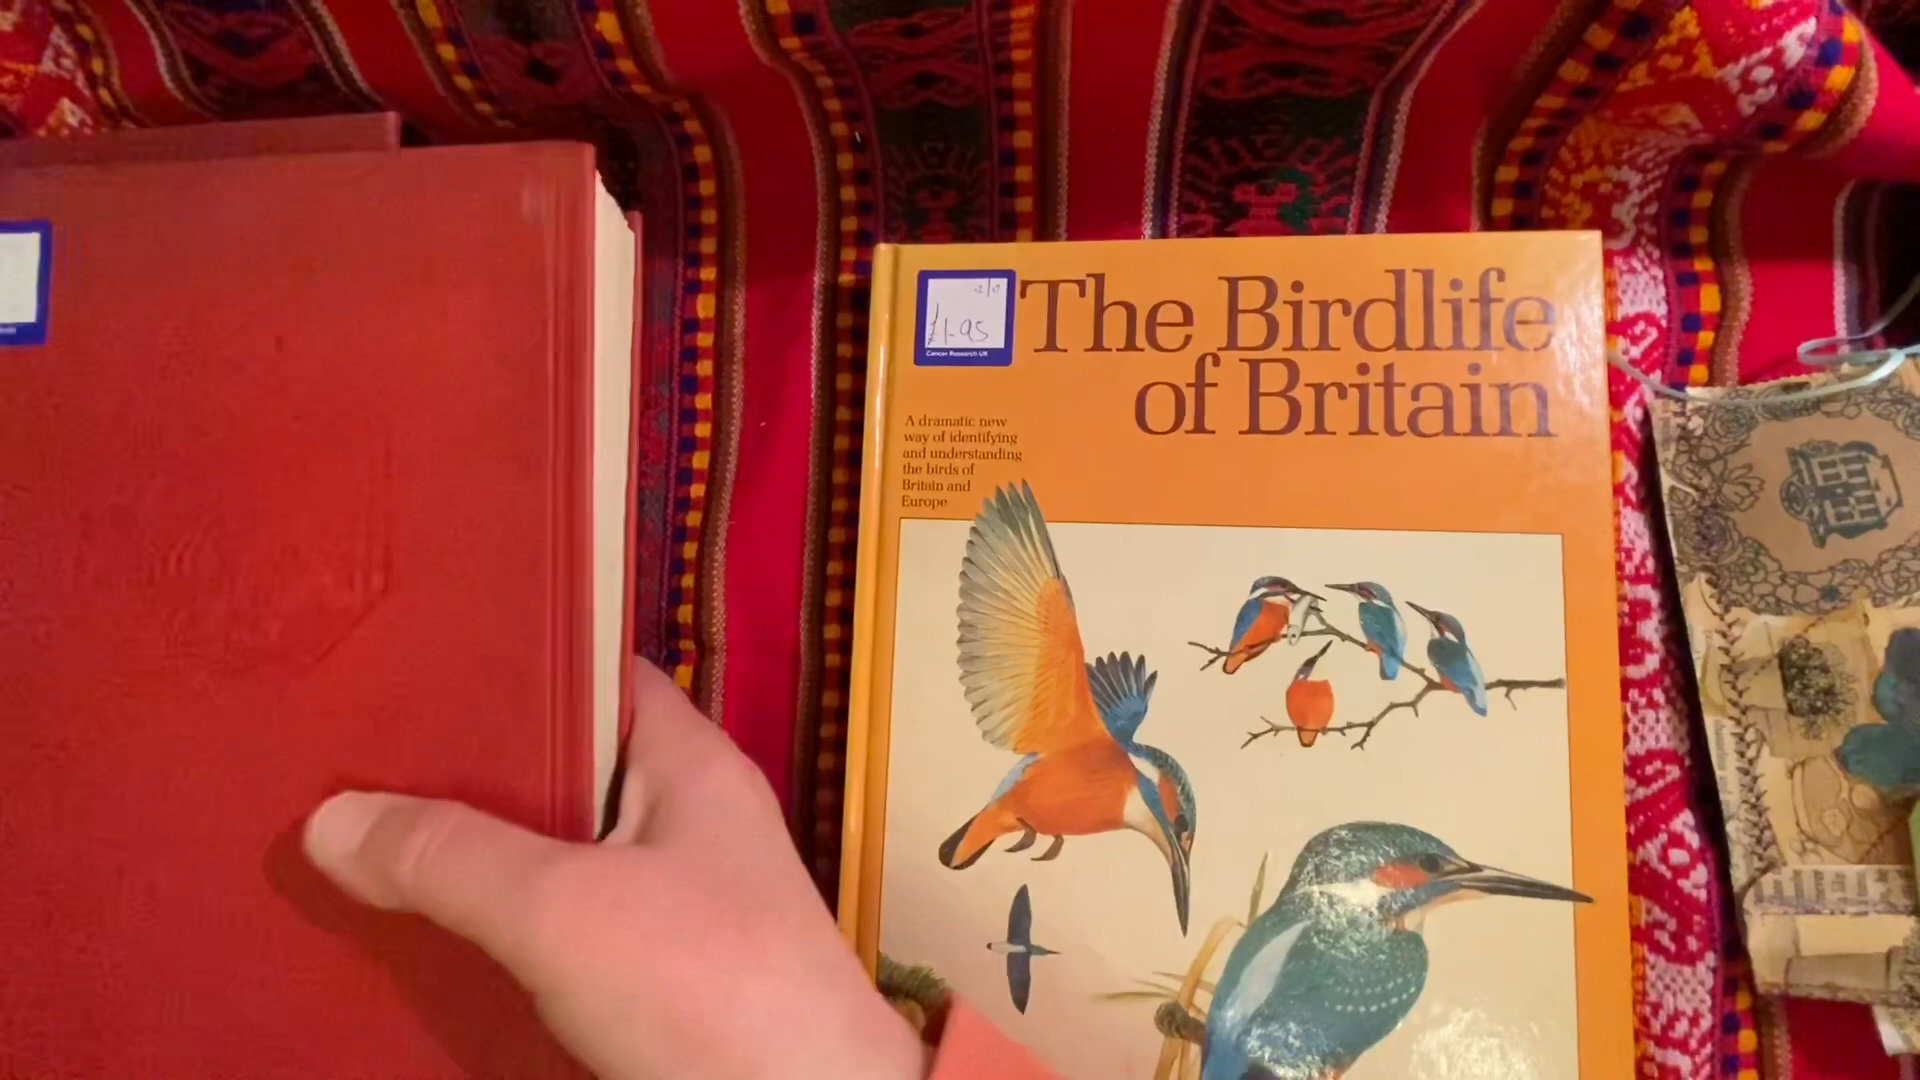 £1-95
Cancer Research UK
The Birdlife
of Britain
A dramatic new
way of identifying
and understanding
the birds of
Britain and
Europe